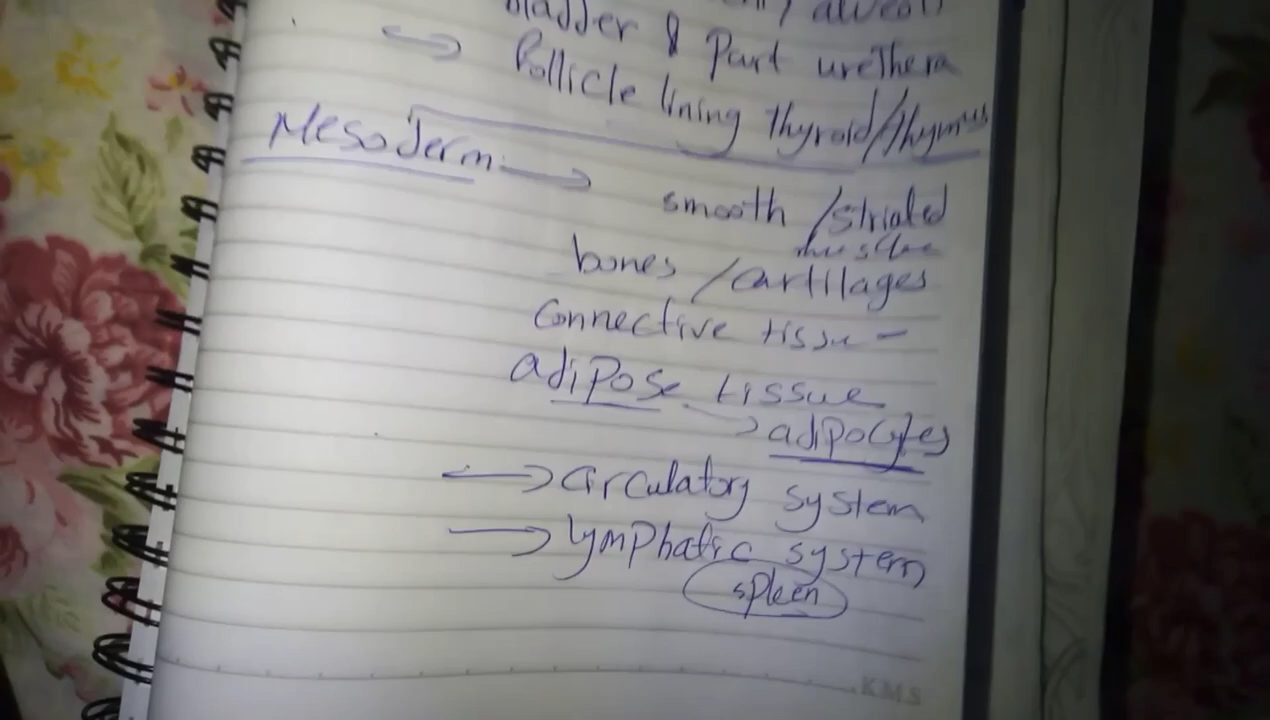 bladder & Part urethera
follicle lining thyroid/thymus
Mesoderm → smooth /striated
muscle
bones /cartilages
Connective tissue -
adipose tissue
→ adipocytes
↔ circulatory system
→ lymphatic system
spleen
K.M.S